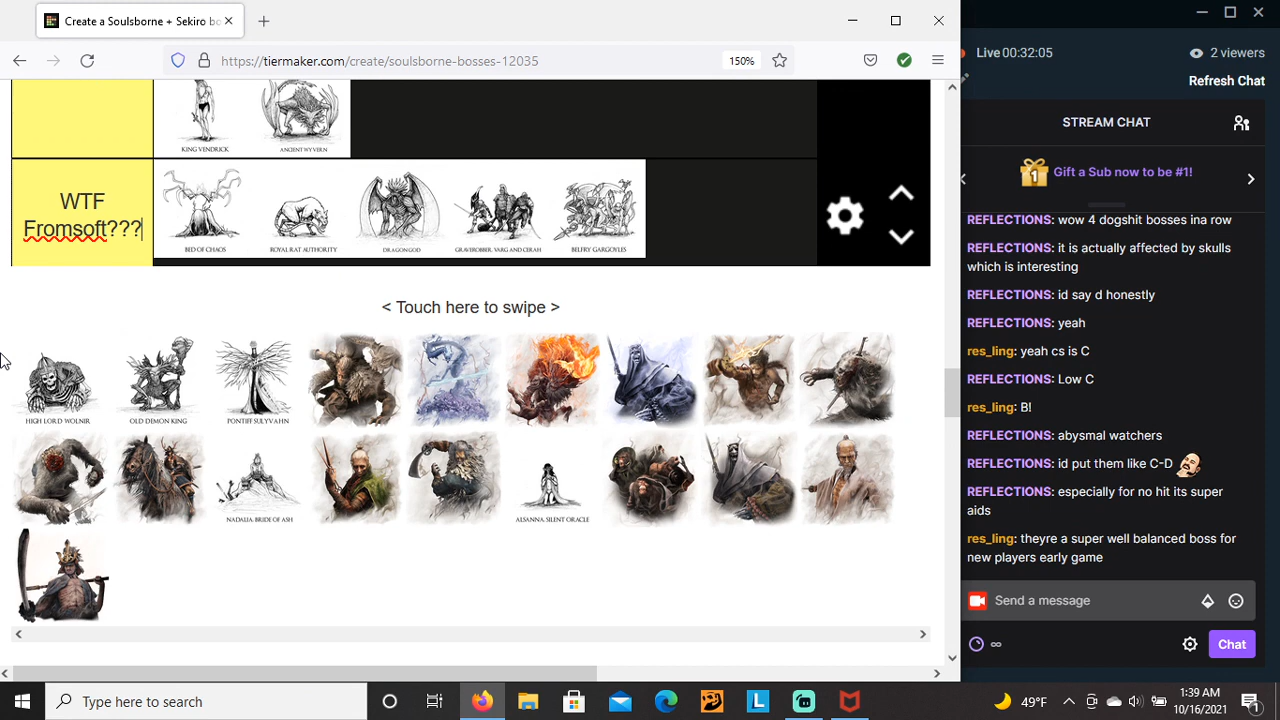 Create a Soulsborne + Sekiro bo
tiermaker.com/create/soulsborne-bosses-12035
150%
KING VENDRICK
ANCIENT WYVERN
WTF
Fromsoft???
BED OF CHAOS
ROYAL RAT AUTHORITY
DRAGON GOD
GRAVEROBBER, VARG AND CERAH
BELFRY GARGOYLES
< Touch here to swipe >
HIGH LORD WOLNIR
OLD DEMON KING
PONTIFF SULYVAHN
NADALIA, BRIDE OF ASH
ALSANNA, SILENT ORACLE
Live 00:32:05
2 viewers
Refresh Chat
STREAM CHAT
1
Gift a Sub now to be #1!
REFLECTIONS: wow 4 dogshit bosses ina row
REFLECTIONS: it is actually affected by skulls
which is interesting
REFLECTIONS: id say d honestly
REFLECTIONS: yeah
res_ling: yeah cs is C
REFLECTIONS: Low C
res_ling: B!
REFLECTIONS: abysmal watchers
REFLECTIONS: id put them like C-D
REFLECTIONS: especially for no hit its super
aids
res_ling: theyre a super well balanced boss for
new players early game
Send a message
Chat
Type here to search
L
49°F
1:39 AM
10/16/2021
1